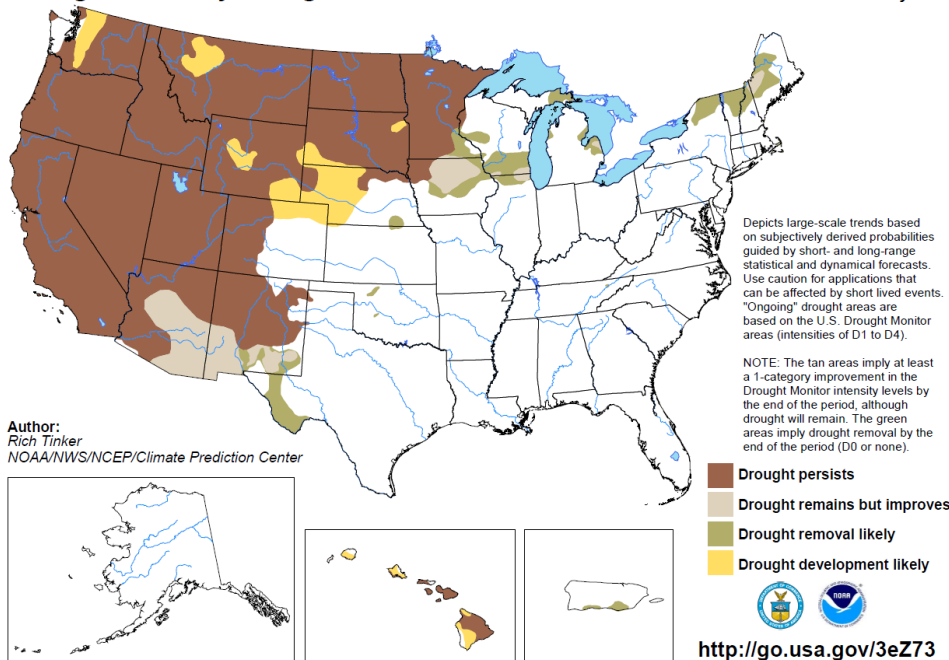 Depicts large-scale trends based
on subjectively derived probabilities
guided by short- and long-range
statistical and dynamical forecasts.
Use caution for applications that
can be affected by short lived events.
"Ongoing" drought areas are
based on the U.S. Drought Monitor
areas (intensities of D1 to D4).
NOTE: The tan areas imply at least
a 1-category improvement in the
Drought Monitor intensity levels by
the end of the period, although
drought will remain. The green
areas imply drought removal by the
end of the period (D0 or none).
Author:
Rich Tinker
NOAA/NWS/NCEP/Climate Prediction Center
Drought persists
Drought remains but improves
Drought removal likely
Drought development likely
NOAA
http://go.usa.gov/3eZ73